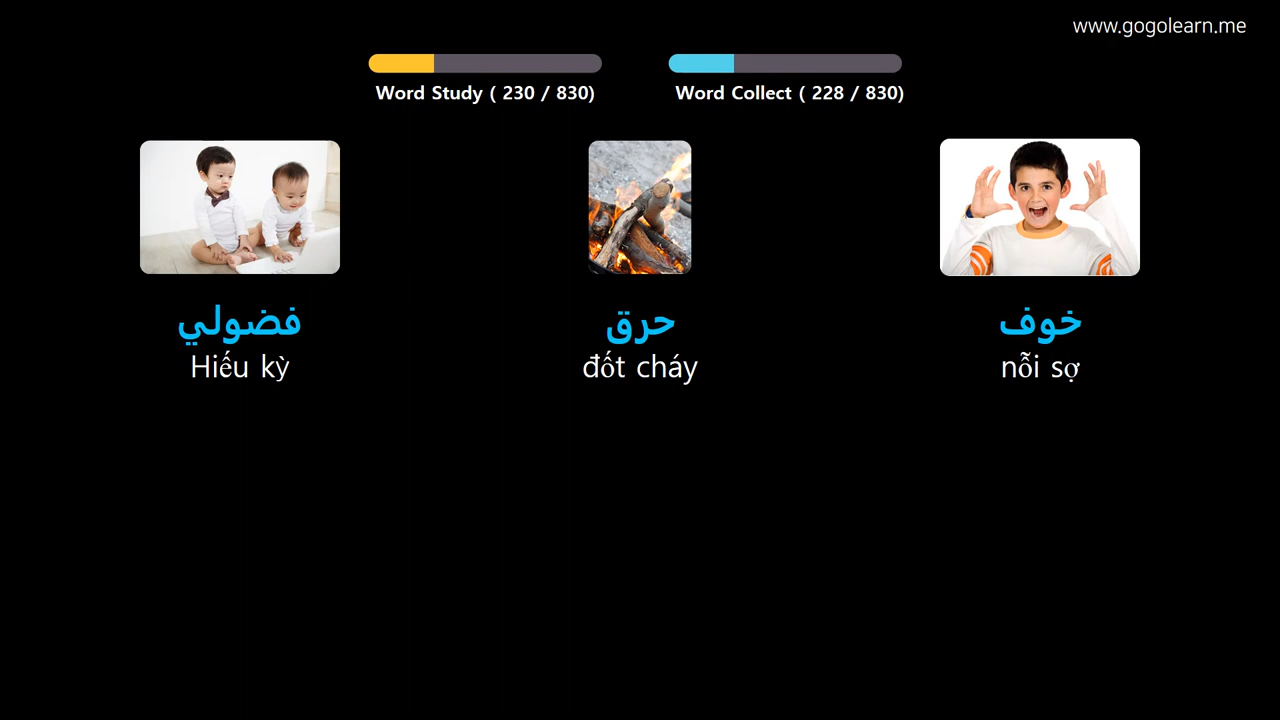 www.gogolearn.me
Word Study ( 230 / 830)
Word Collect ( 228 / 830)
فضولي
Hiếu kỳ
حرق
đốt cháy
خوف
nỗi sợ